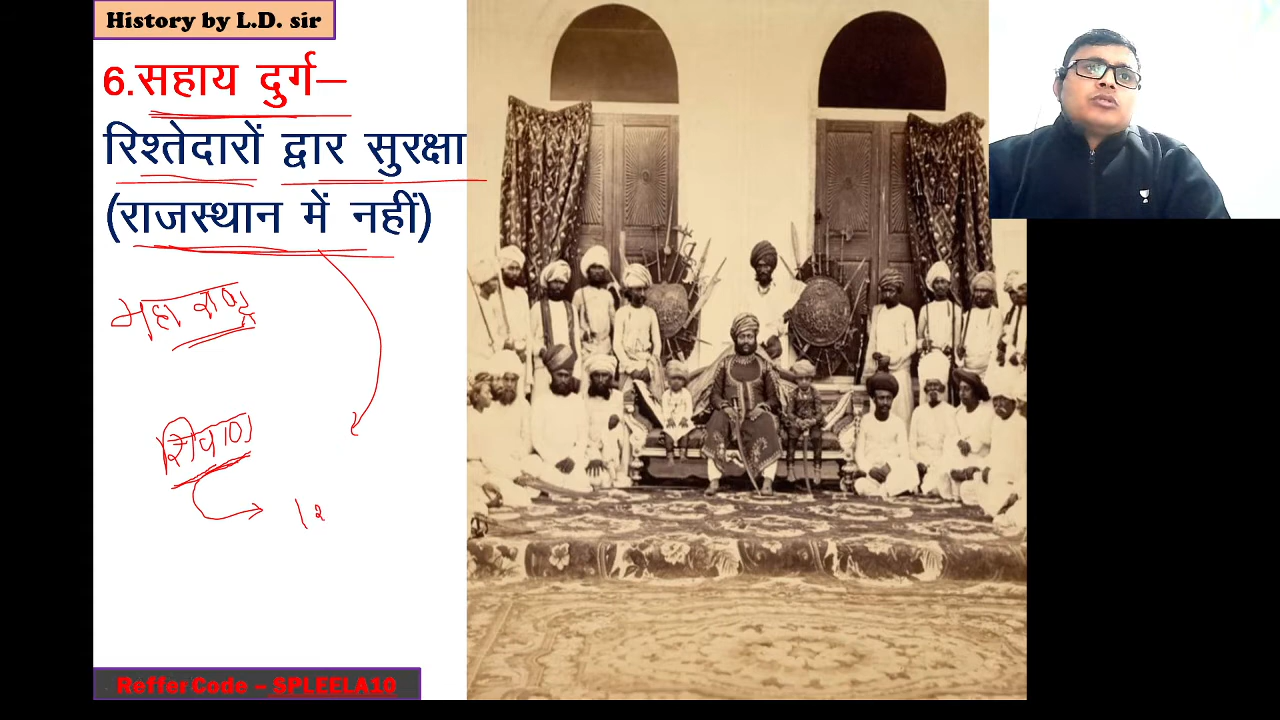 History by L.D. sir
6.सहाय दुर्ग–
रिश्तेदारों द्वार सुरक्षा
(राजस्थान में नहीं)
महाराष्ट्र
Reffer Code – SPLEELA10